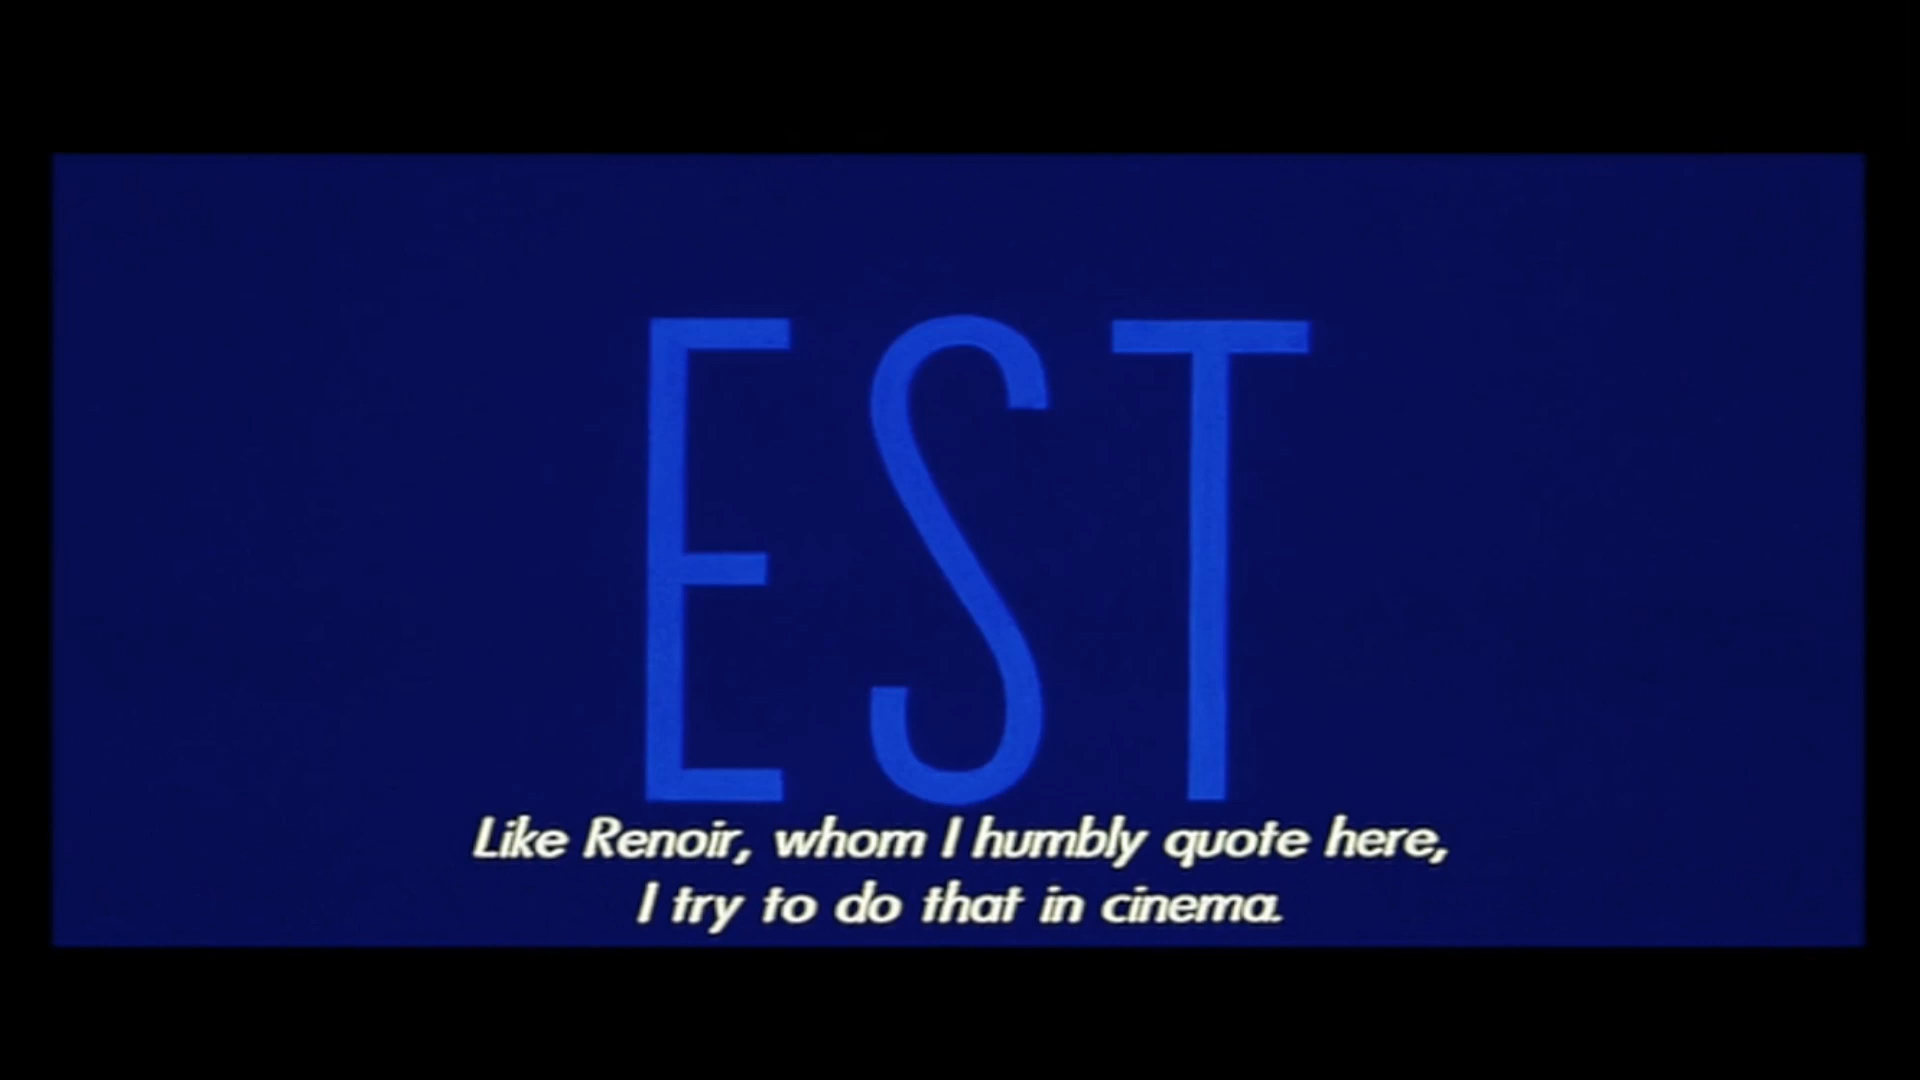 EST
Like Renoir, whom I humbly quote here,
I try to do that in cinema.